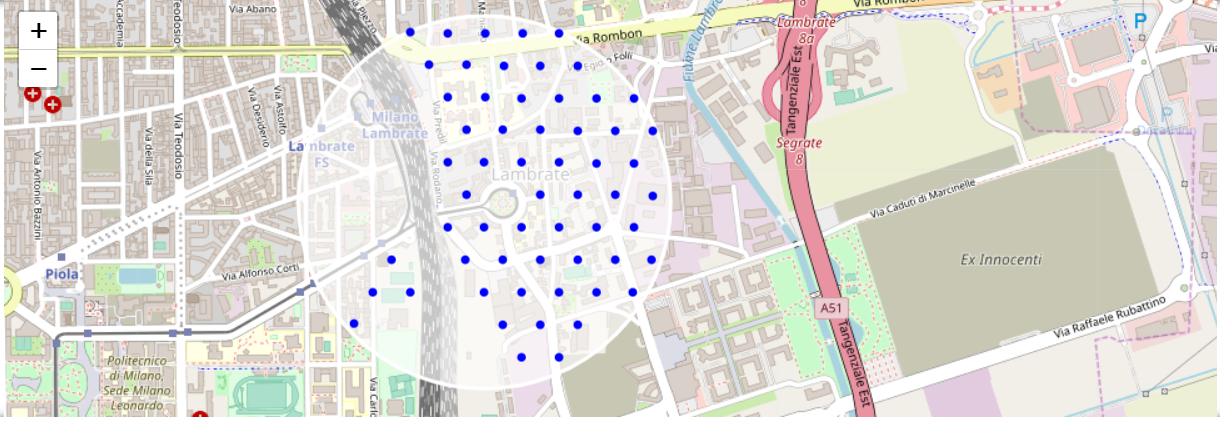 +
−
Via Abano
Accademia
Via Teodosio
Via Rombon
Via Rombon
Lambrate
8a
P
Fiume Lambro
Tangenziale Est
Via Desiderio
Via Astolfo
Via Predil
Milano
Lambrate
Lambrate
FS
Via della Sila
Via Teodosio
Via Antonio Bazzini
Via Rodano
Lambrate
Segrate
8
P
Via Caduti di Marcinelle
Piola
Via Alfonso Corti
Ex Innocenti
A51
Via Raffaele Rubattino
Tangenziale Est
Politecnico
di Milano,
Sede Milano
Leonardo
Via Carlo